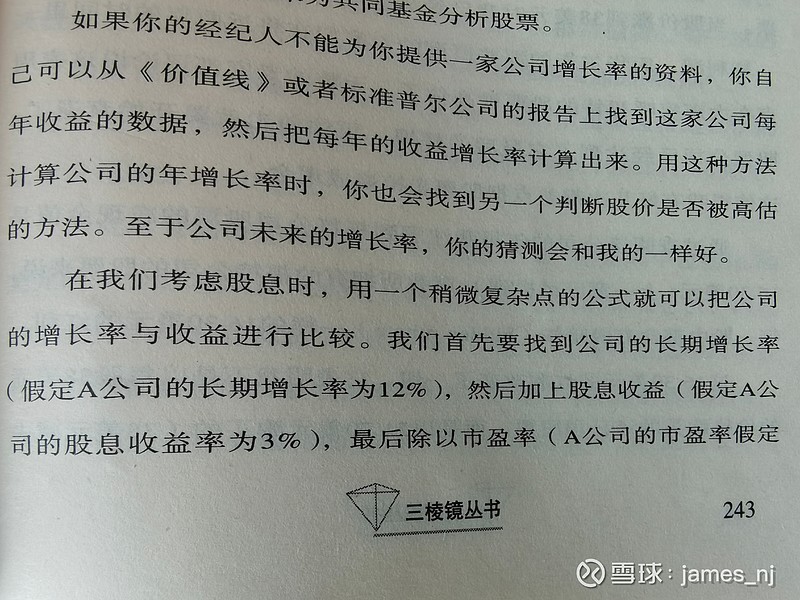 共同基金分析股票。
如果你的经纪人不能为你提供一家公司增长率的资料，你自
己可以从《价值线》或者标准普尔公司的报告上找到这家公司每
年收益的数据，然后把每年的收益增长率计算出来。用这种方法
计算公司的年增长率时，你也会找到另一个判断股价是否被高估
的方法。至于公司未来的增长率，你的猜测会和我的一样好。
在我们考虑股息时，用一个稍微复杂点的公式就可以把公司
的增长率与收益进行比较。我们首先要找到公司的长期增长率
（假定A公司的长期增长率为12%），然后加上股息收益（假定A公
司的股息收益率为3%），最后除以市盈率（A公司的市盈率假定
三棱镜丛书
243
雪球：james_nj